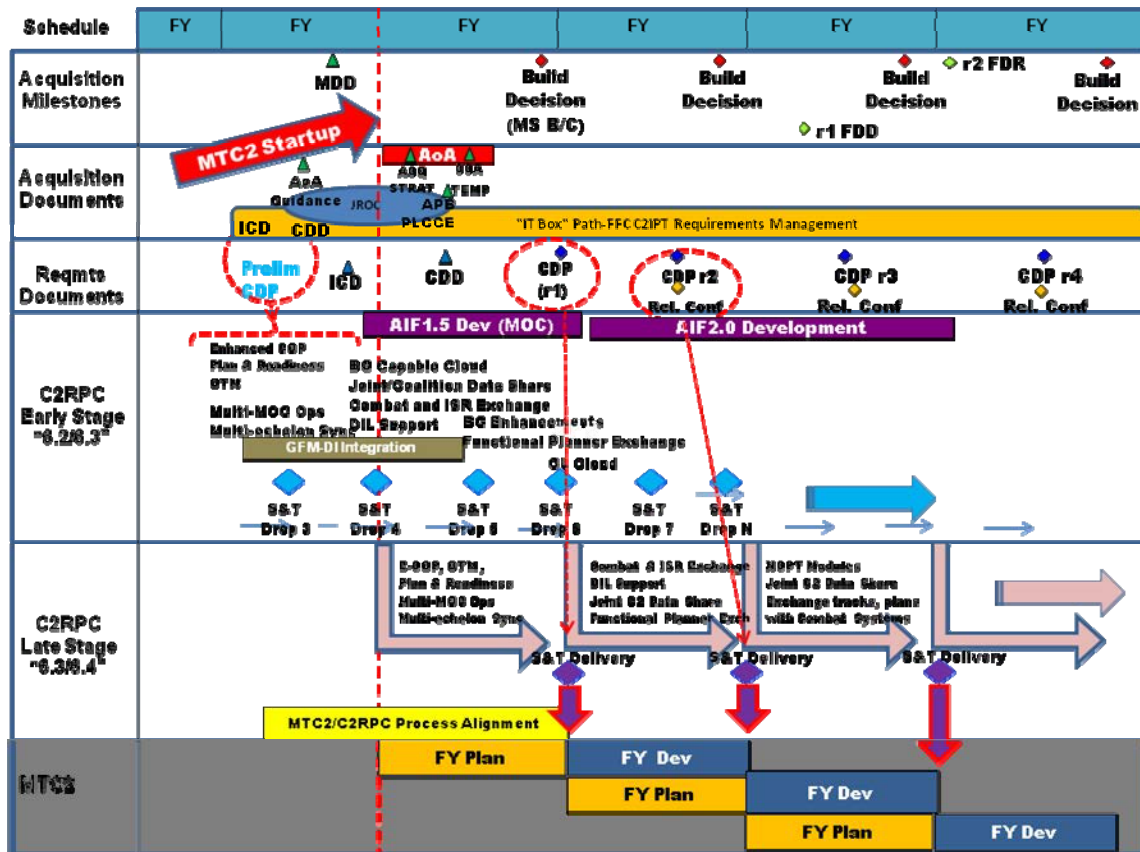 Schedule
FY
FY
FY
FY
FY
FY
Acquisition
Milestones
MDD
Build
Decision
(MS B/C)
Build
Decision
Build
Decision
r2 FDR
Build
Decision
r1 FDD
MTC2 Startup
Acquisition
Documents
AoA
AoA
Guidance
JROC
STRAT
TEMP
APB
PLCCE
ICD
CDD
"IT Box" Path-FFC C2IPT Requirements Management
Reqmts
Documents
Prelim
CDP
ICD
CDD
CDP
(r1)
CDP r2
Rel. Conf
CDP r3
Rel. Conf
CDP r4
Rel. Conf
AIF1.5 Dev (MOC)
AIF2.0 Development
C2RPC
Early Stage
"6.2/6.3"
Enhanced COP
Plan & Readiness
GTM
Multi-MOC Ops
Multi-echelon Sync
Capable Cloud
Joint/Coalition Data Share
Combat and ISR Exchange
DIL Support
Enhancements
Functional Planner Exchange
Cloud
GFM-DI Integration
S&T
Drop 3
S&T
Drop 4
S&T
Drop 5
S&T
Drop 6
S&T
Drop 7
S&T
Drop N
C2RPC
Late Stage
"6.3/6.4"
E-COP, GTM,
Plan & Readiness
Multi-MOC Ops
Multi-echelon Sync
Combat & ISR Exchange
DIL Support
Joint C2 Data Share
Functional Planner Exch
Nodules
Joint C2 Data Share
Exchange tracks, plans
with Combat Systems
S&T Delivery
S&T Delivery
S&T Delivery
MTC2/C2RPC Process Alignment
MTC2
FY Plan
FY Dev
FY Plan
FY Dev
FY Plan
FY Dev